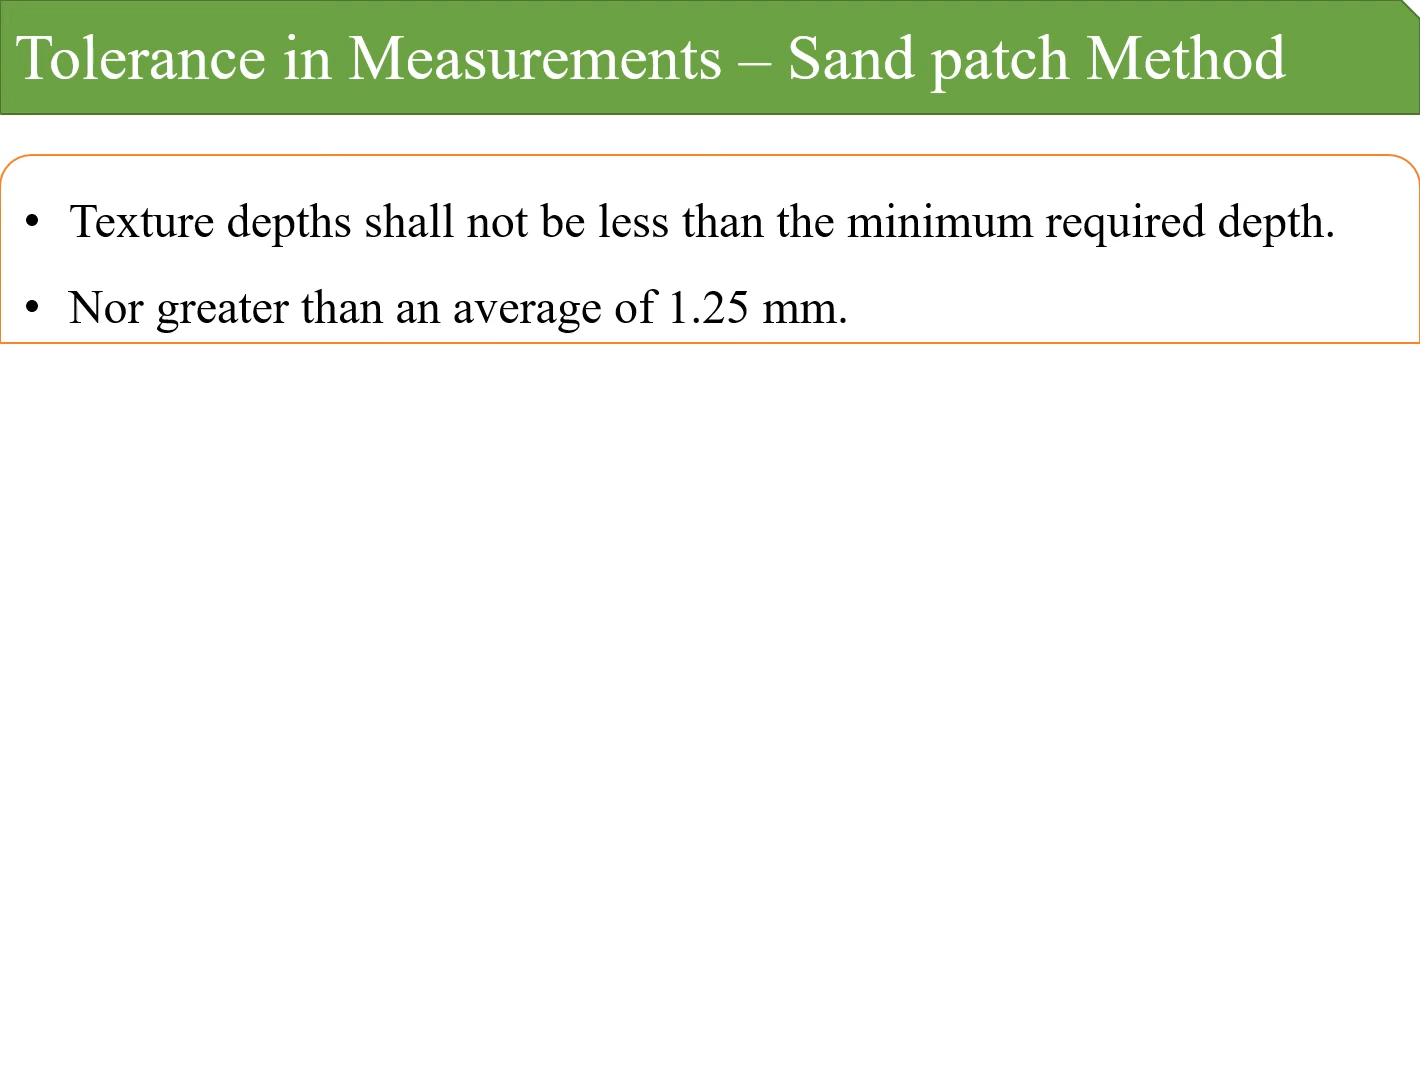 Tolerance in Measurements – Sand patch Method
• Texture depths shall not be less than the minimum required depth.
• Nor greater than an average of 1.25 mm.